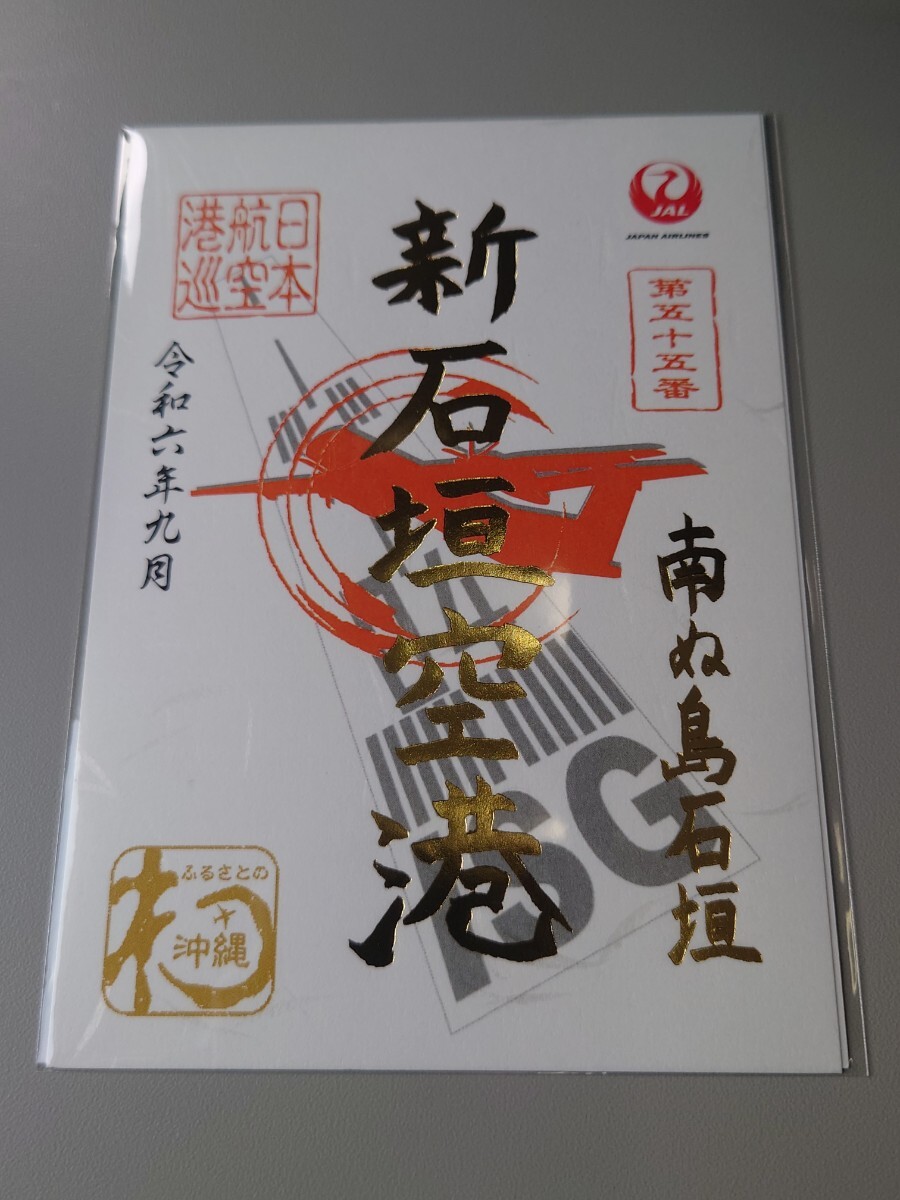 JAL
JAPAN AIRLINES
第五十五番
南ぬ島石垣
新石垣空港
ISG
日本
航空
港巡
令和六年九月
ふるさとの
沖縄